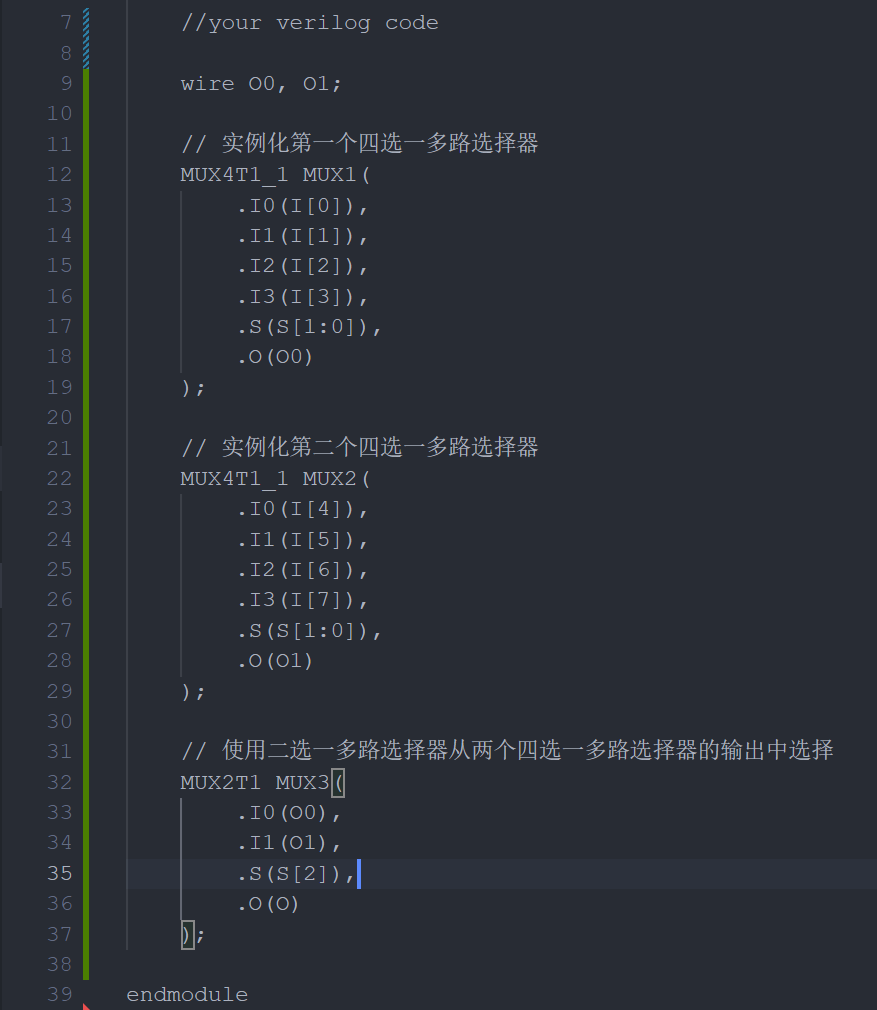 7 //your verilog code
8
9 wire O0, O1;
10
11 // 实例化第一个四选一多路选择器
12 MUX4T1_1 MUX1(
13 .I0(I[0]),
14 .I1(I[1]),
15 .I2(I[2]),
16 .I3(I[3]),
17 .S(S[1:0]),
18 .O(O0)
19 );
20
21 // 实例化第二个四选一多路选择器
22 MUX4T1_1 MUX2(
23 .I0(I[4]),
24 .I1(I[5]),
25 .I2(I[6]),
26 .I3(I[7]),
27 .S(S[1:0]),
28 .O(O1)
29 );
30
31 // 使用二选一多路选择器从两个四选一多路选择器的输出中选择
32 MUX2T1 MUX3(
33 .I0(O0),
34 .I1(O1),
35 .S(S[2]),
36 .O(O)
37 );
38
39 endmodule